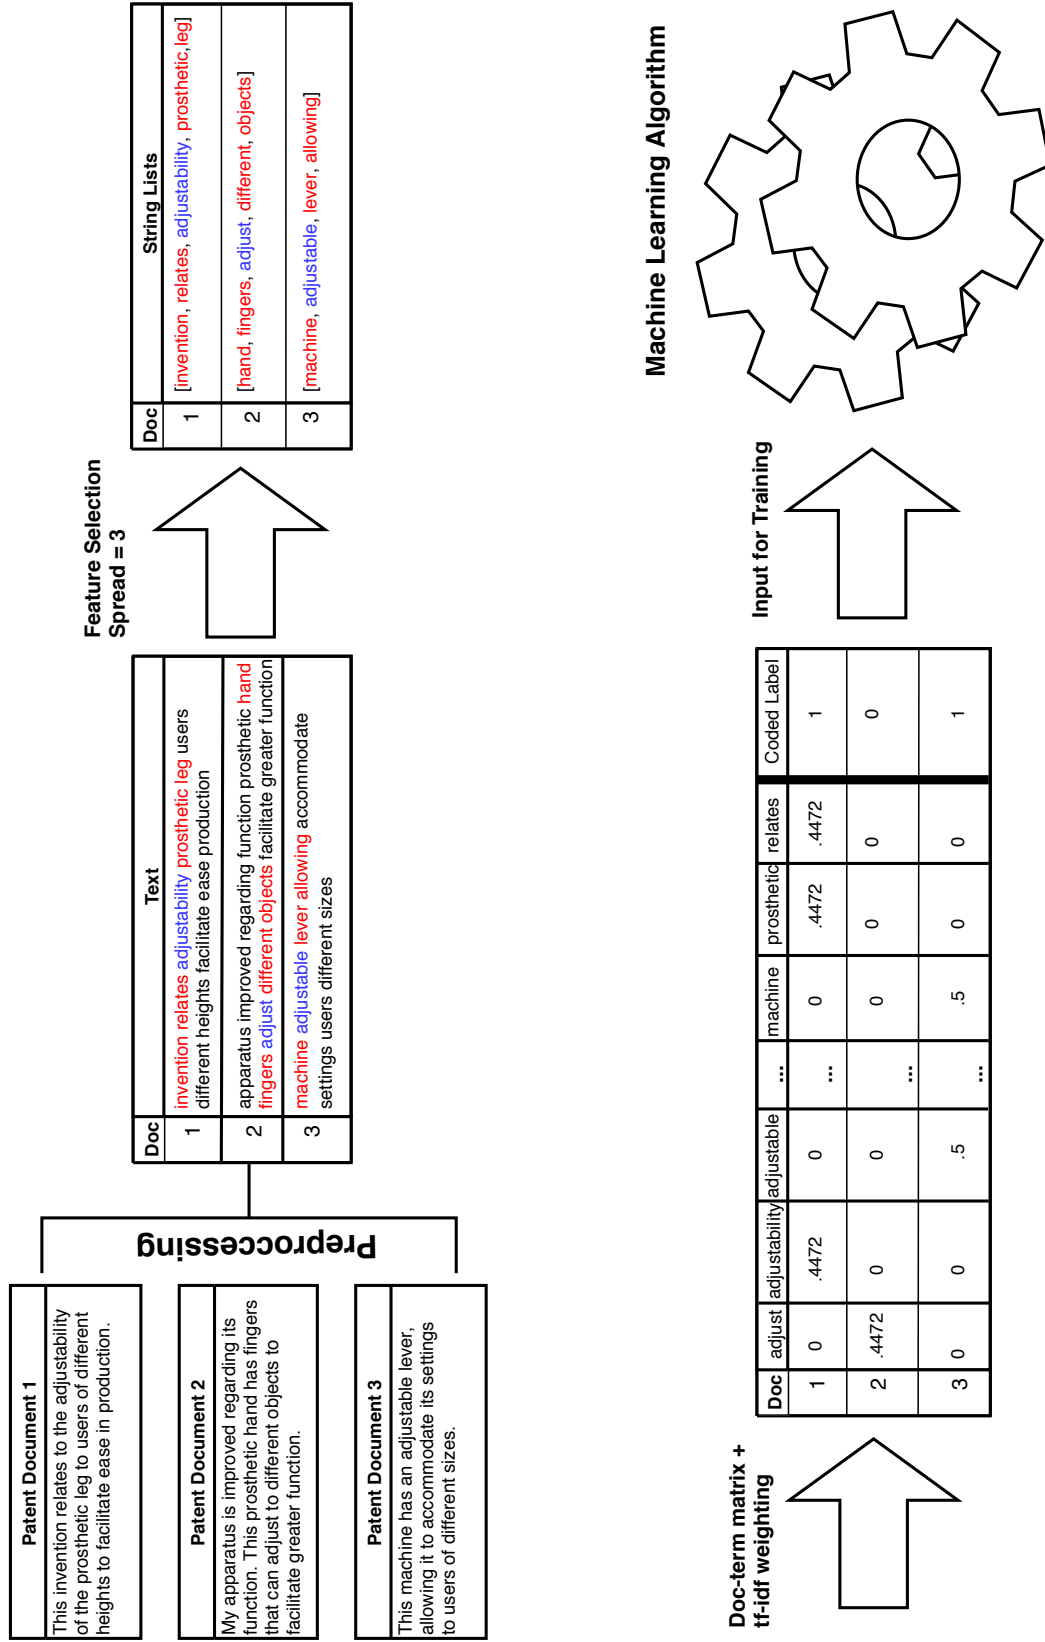 Patent Document 1
This invention relates to the adjustability
of the prosthetic leg to users of different
heights to facilitate ease in production.
Patent Document 2
My apparatus is improved regarding its
function. This prosthetic hand has fingers
that can adjust to different objects to
facilitate greater function.
Patent Document 3
This machine has an adjustable lever,
allowing it to accommodate its settings
to users of different sizes.
Preproccessing
Doc Text
1 invention relates adjustability prosthetic leg users
different heights facilitate ease production
2 apparatus improved regarding function prosthetic hand
fingers adjust different objects facilitate greater function
3 machine adjustable lever allowing accommodate
settings users different sizes
Feature Selection
Spread = 3
Doc String Lists
1 [invention, relates, adjustability, prosthetic,leg]
2 [hand, fingers, adjust, different, objects]
3 [machine, adjustable, lever, allowing]
Doc-term matrix +
tf-idf weighting
Doc adjust adjustability adjustable ... machine prosthetic relates Coded Label
1 0 .4472 0 ... 0 .4472 .4472 1
2 .4472 0 0 ... 0 0 0 0
3 0 0 .5 ... .5 0 0 1
Input for Training
Machine Learning Algorithm